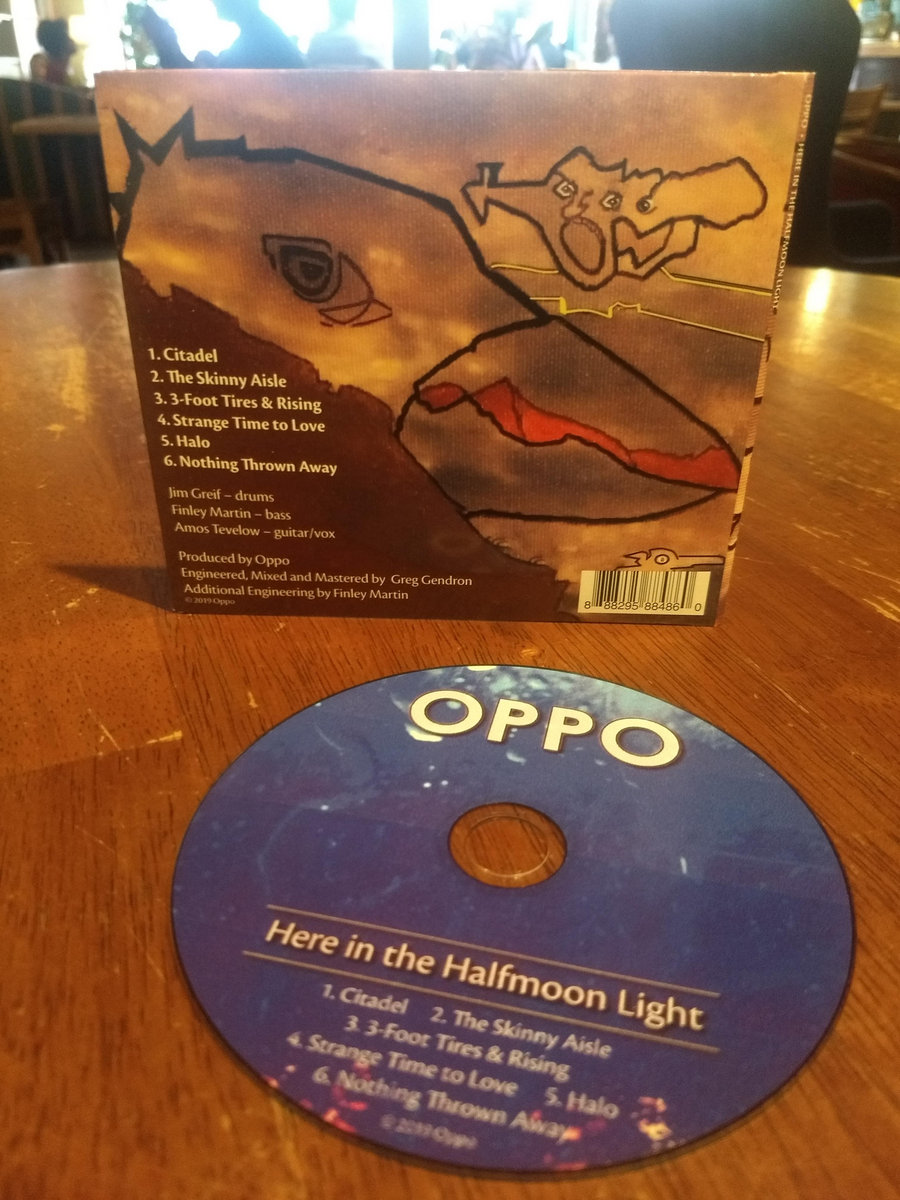 OPPO • HERE IN THE HALFMOON LIGHT
1. Citadel
2. The Skinny Aisle
3. 3-Foot Tires & Rising
4. Strange Time to Love
5. Halo
6. Nothing Thrown Away
Jim Greif – drums
Finley Martin – bass
Amos Tevelow – guitar/vox
Produced by Oppo
Engineered, Mixed and Mastered by Greg Gendron
Additional Engineering by Finley Martin
© 2019 Oppo
8 88295 88486 0
OPPO
Here in the Halfmoon Light
1. Citadel 2. The Skinny Aisle
3. 3-Foot Tires & Rising
4. Strange Time to Love 5. Halo
6. Nothing Thrown Away
© 2019 Oppo